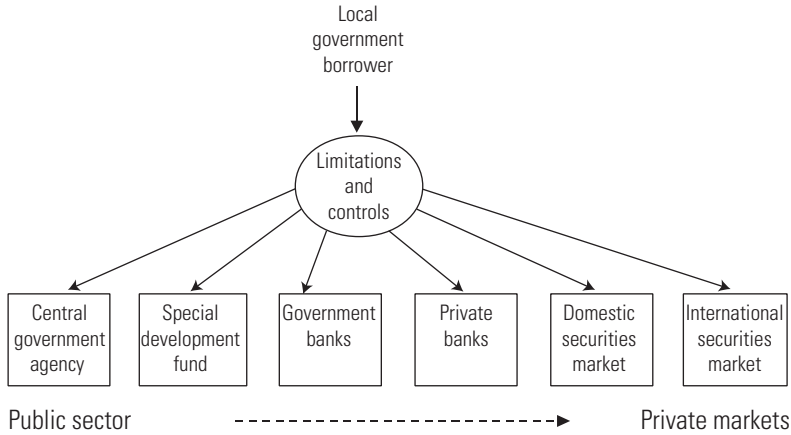 Local
government
borrower
Limitations
and
controls
Central
government
agency
Special
development
fund
Government
banks
Private
banks
Domestic
securities
market
International
securities
market
Public sector
Private markets